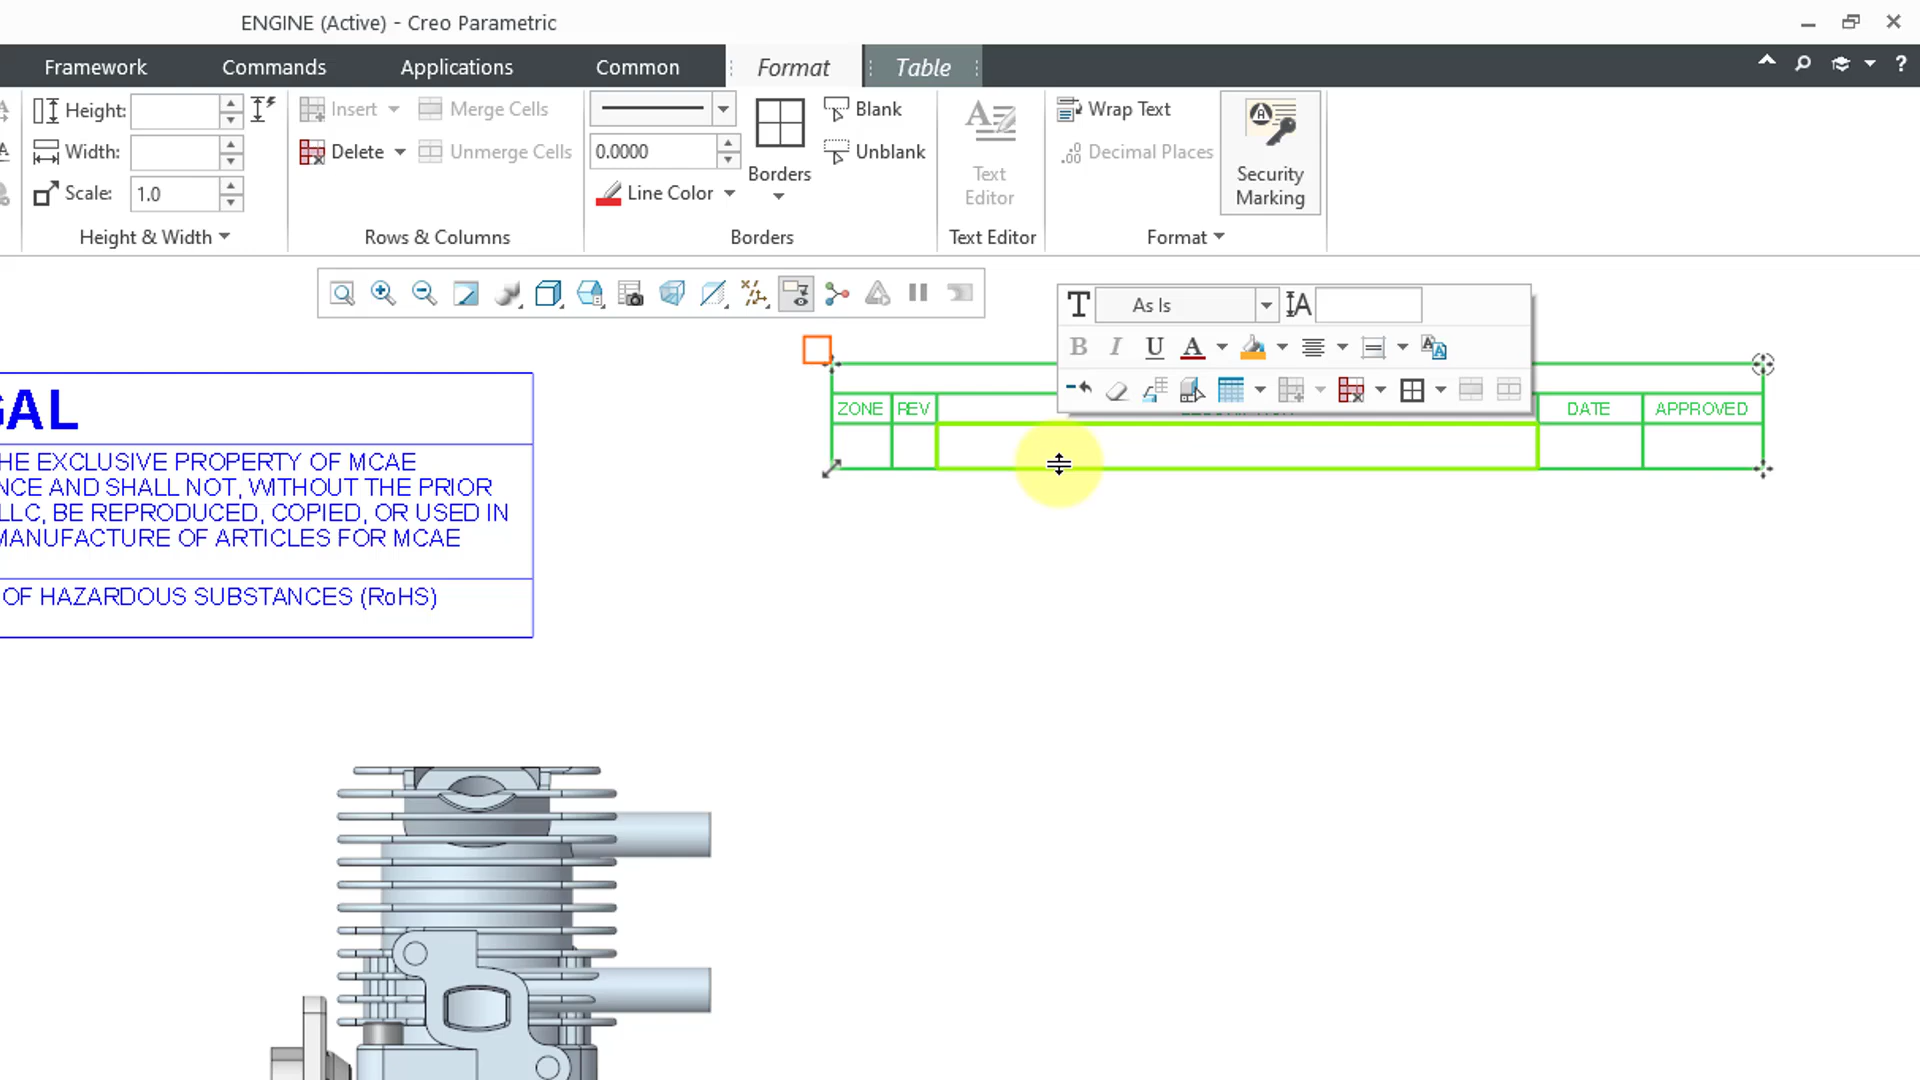 ENGINE (Active) - Creo Parametric
Framework
Commands
Applications
Common
Format
Table
?
Height:
Width:
Scale: 1.0
Height & Width
Insert
Delete
Merge Cells
Unmerge Cells
Rows & Columns
0.0000
Line Color
Borders
Blank
Unblank
Borders
Text
Editor
Text Editor
Wrap Text
Decimal Places
Security
Marking
Format
As Is
ZONE
REV
DATE
APPROVED
GAL
HE EXCLUSIVE PROPERTY OF MCAE
NCE AND SHALL NOT, WITHOUT THE PRIOR
LLC, BE REPRODUCED, COPIED, OR USED IN
MANUFACTURE OF ARTICLES FOR MCAE
OF HAZARDOUS SUBSTANCES (RoHS)